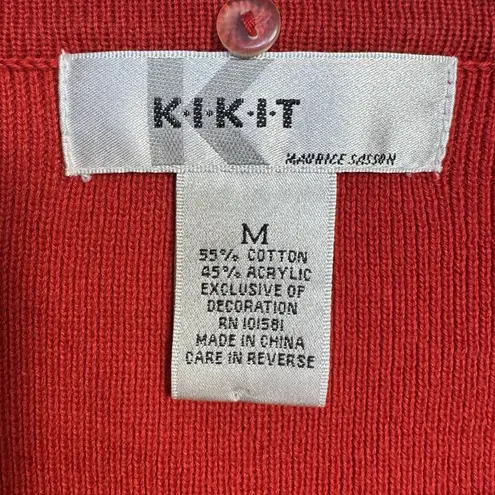 K·I·K·I·T
MAURICE SASSON
M
55% COTTON
45% ACRYLIC
EXCLUSIVE OF
DECORATION
RN 101581
MADE IN CHINA
CARE IN REVERSE